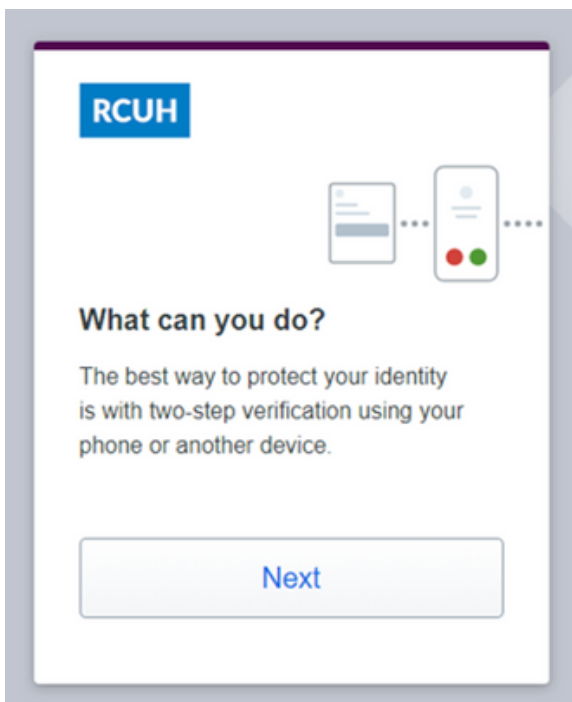 RCUH
What can you do?
The best way to protect your identity
is with two-step verification using your
phone or another device.
Next